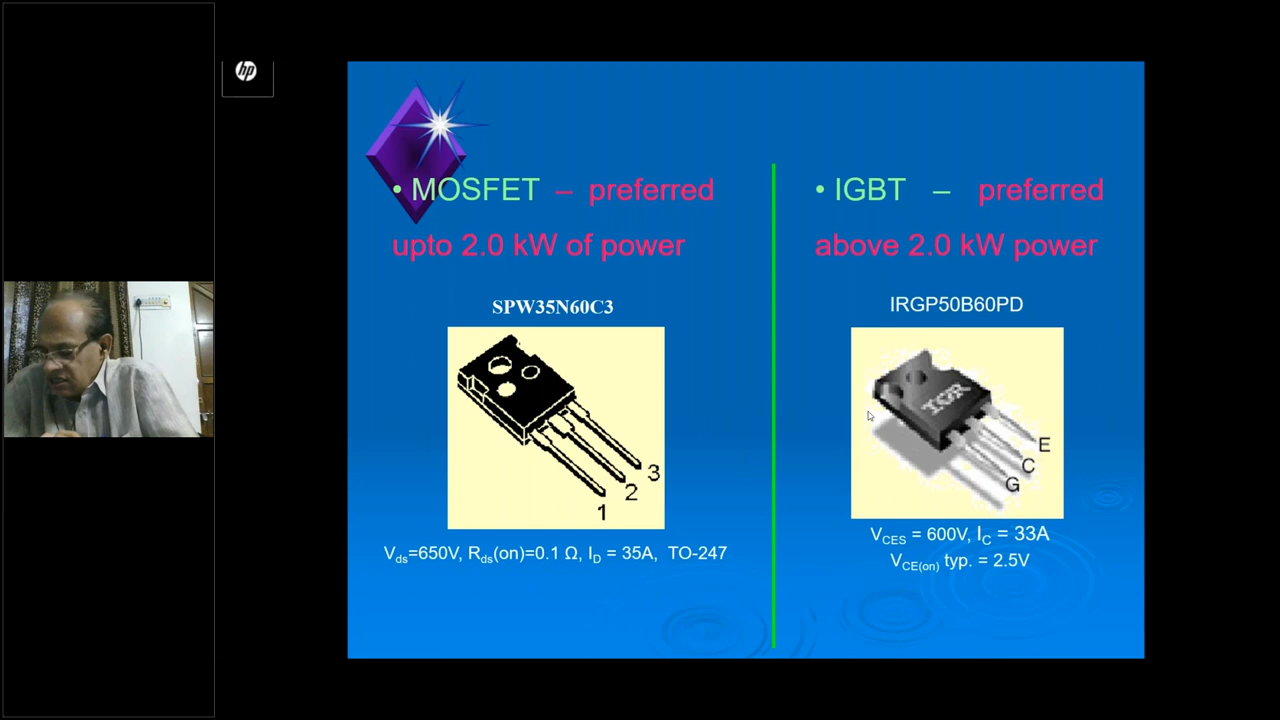 hp
• MOSFET – preferred
upto 2.0 kW of power
SPW35N60C3
1
2
3
Vds=650V, Rds(on)=0.1 Ω, ID = 35A, TO-247
• IGBT – preferred
above 2.0 kW power
IRGP50B60PD
IGR
E
C
G
VCES = 600V, IC = 33A
VCE(on) typ. = 2.5V